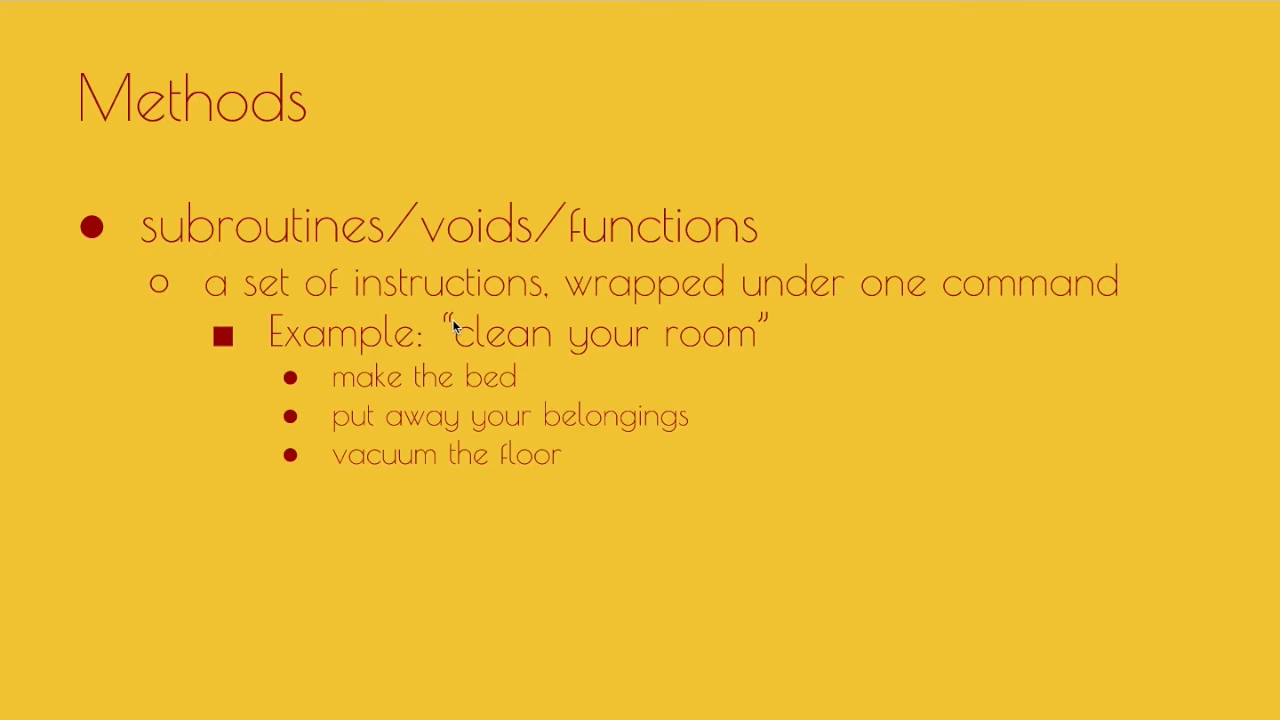 Methods
subroutines/voids/functions
a set of instructions, wrapped under one command
Example: “clean your room”
make the bed
put away your belongings
vacuum the floor